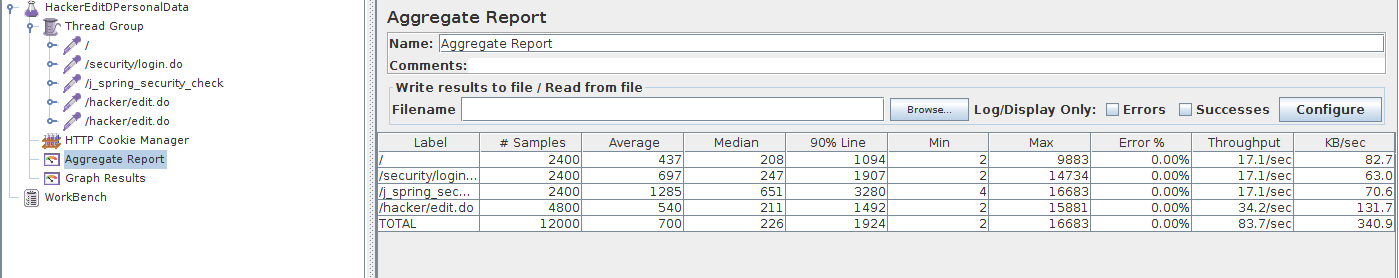 HackerEditDPersonalData
Thread Group
/
/security/login.do
/j_spring_security_check
/hacker/edit.do
/hacker/edit.do
HTTP Cookie Manager
Aggregate Report
Graph Results
WorkBench
Aggregate Report
Name: Aggregate Report
Comments:
Write results to file / Read from file
Filename Browse... Log/Display Only: Errors Successes Configure
Label # Samples Average Median 90% Line Min Max Error % Throughput KB/sec
/ 2400 437 208 1094 2 9883 0.00% 17.1/sec 82.7
/security/login... 2400 697 247 1907 2 14734 0.00% 17.1/sec 63.0
/j_spring_sec... 2400 1285 651 3280 4 16683 0.00% 17.1/sec 70.6
/hacker/edit.do 4800 540 211 1492 2 15881 0.00% 34.2/sec 131.7
TOTAL 12000 700 226 1924 2 16683 0.00% 83.7/sec 340.9